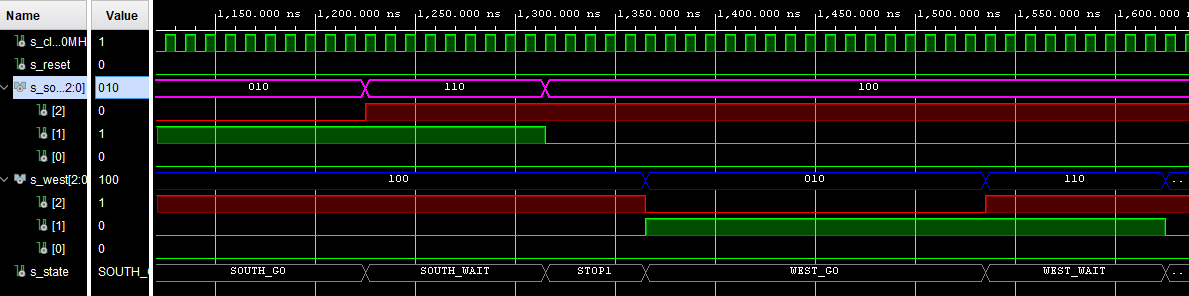 Name Value 1,150.000 ns 1,200.000 ns 1,250.000 ns 1,300.000 ns 1,350.000 ns 1,400.000 ns 1,450.000 ns 1,500.000 ns 1,550.000 ns 1,600.000 ns
s_cl...0MH 1
s_reset 0
s_so...2:0] 010 010 110 100
[2] 0
[1] 1
[0] 0
s_west[2:0 100 100 010 110 ..
[2] 1
[1] 0
[0] 0
s_state SOUTH_G SOUTH_GO SOUTH_WAIT STOP1 WEST_GO WEST_WAIT ..